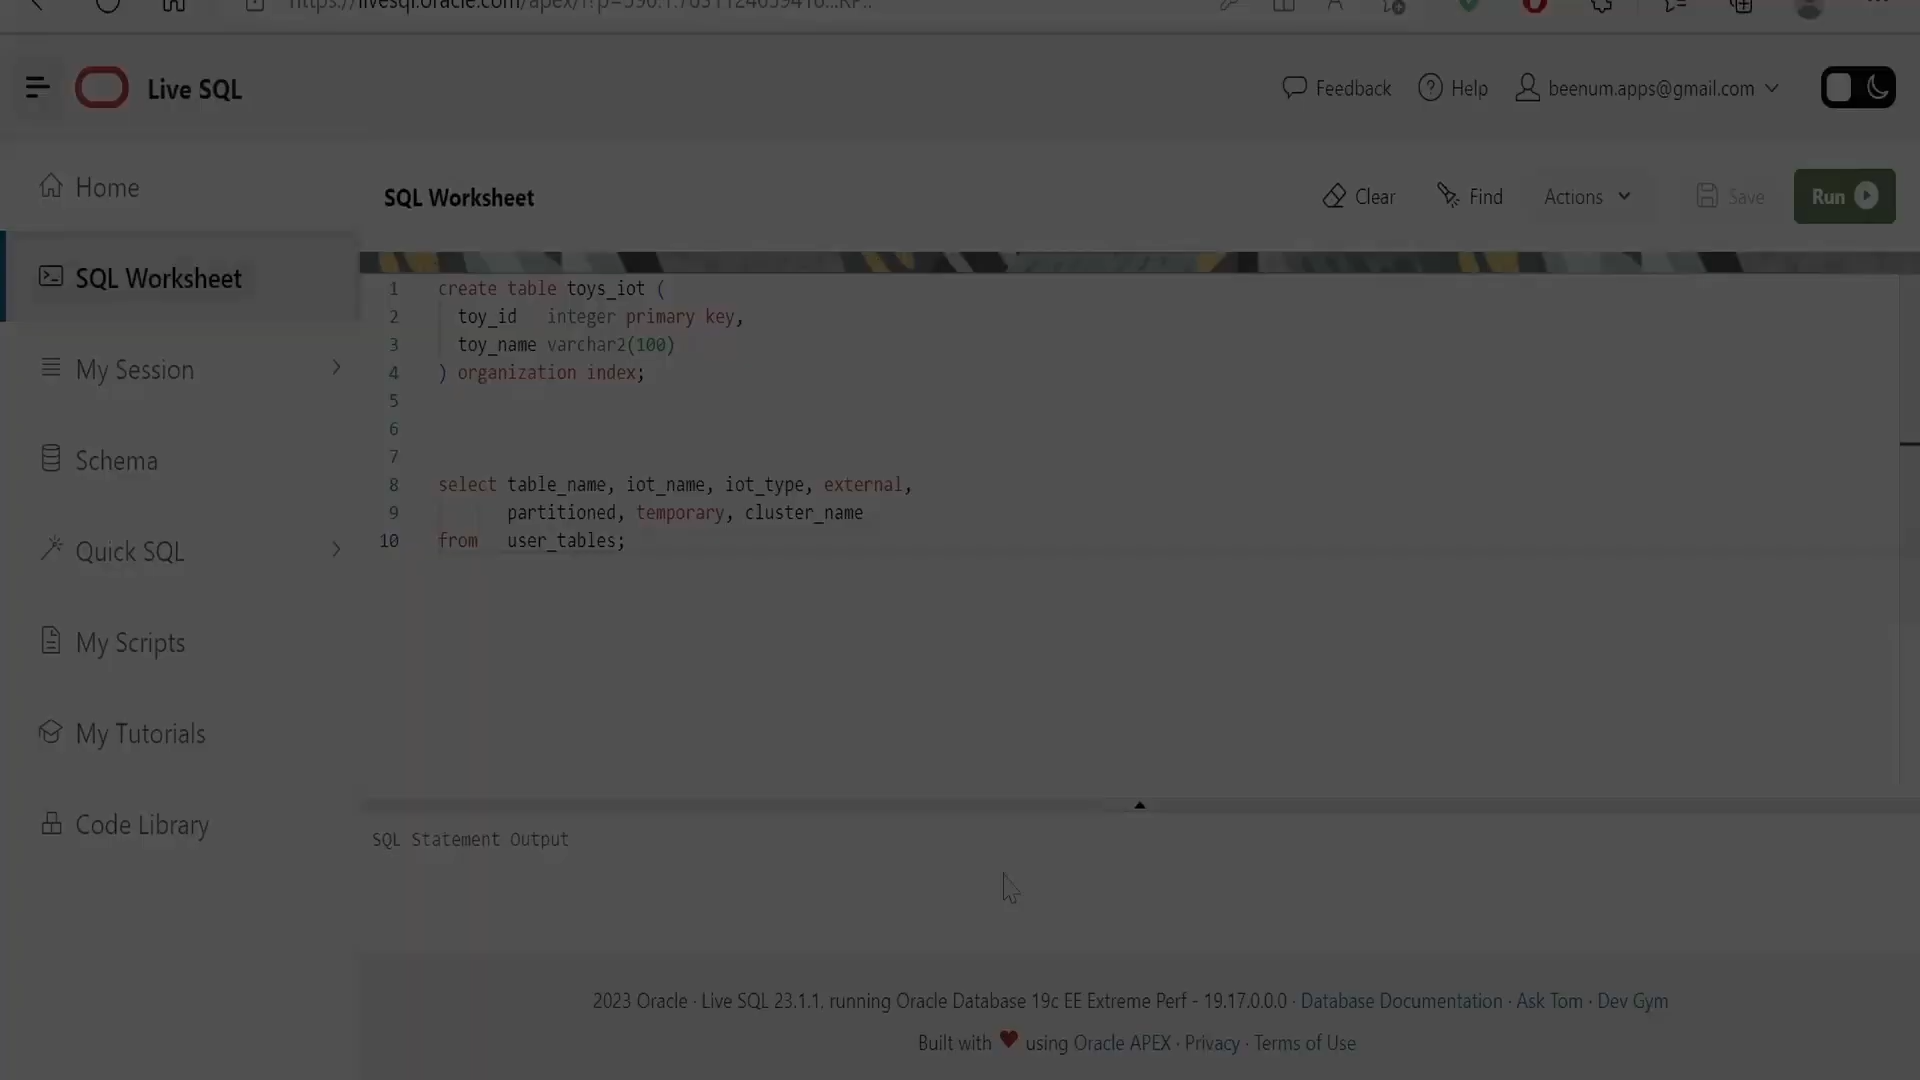 Live SQL
Feedback
Help
beenum.apps@gmail.com
Home
SQL Worksheet
My Session
Schema
Quick SQL
My Scripts
My Tutorials
Code Library
SQL Worksheet
Clear
Find
Actions
Save
Run
1 create table toys_iot (
2 toy_id integer primary key,
3 toy_name varchar2(100)
4 ) organization index;
5
6
7
8 select table_name, iot_name, iot_type, external,
9 partitioned, temporary, cluster_name
10 from user_tables;
SQL Statement Output
2023 Oracle · Live SQL 23.1.1, running Oracle Database 19c EE Extreme Perf - 19.17.0.0.0 · Database Documentation · Ask Tom · Dev Gym
Built with ♥ using Oracle APEX · Privacy · Terms of Use